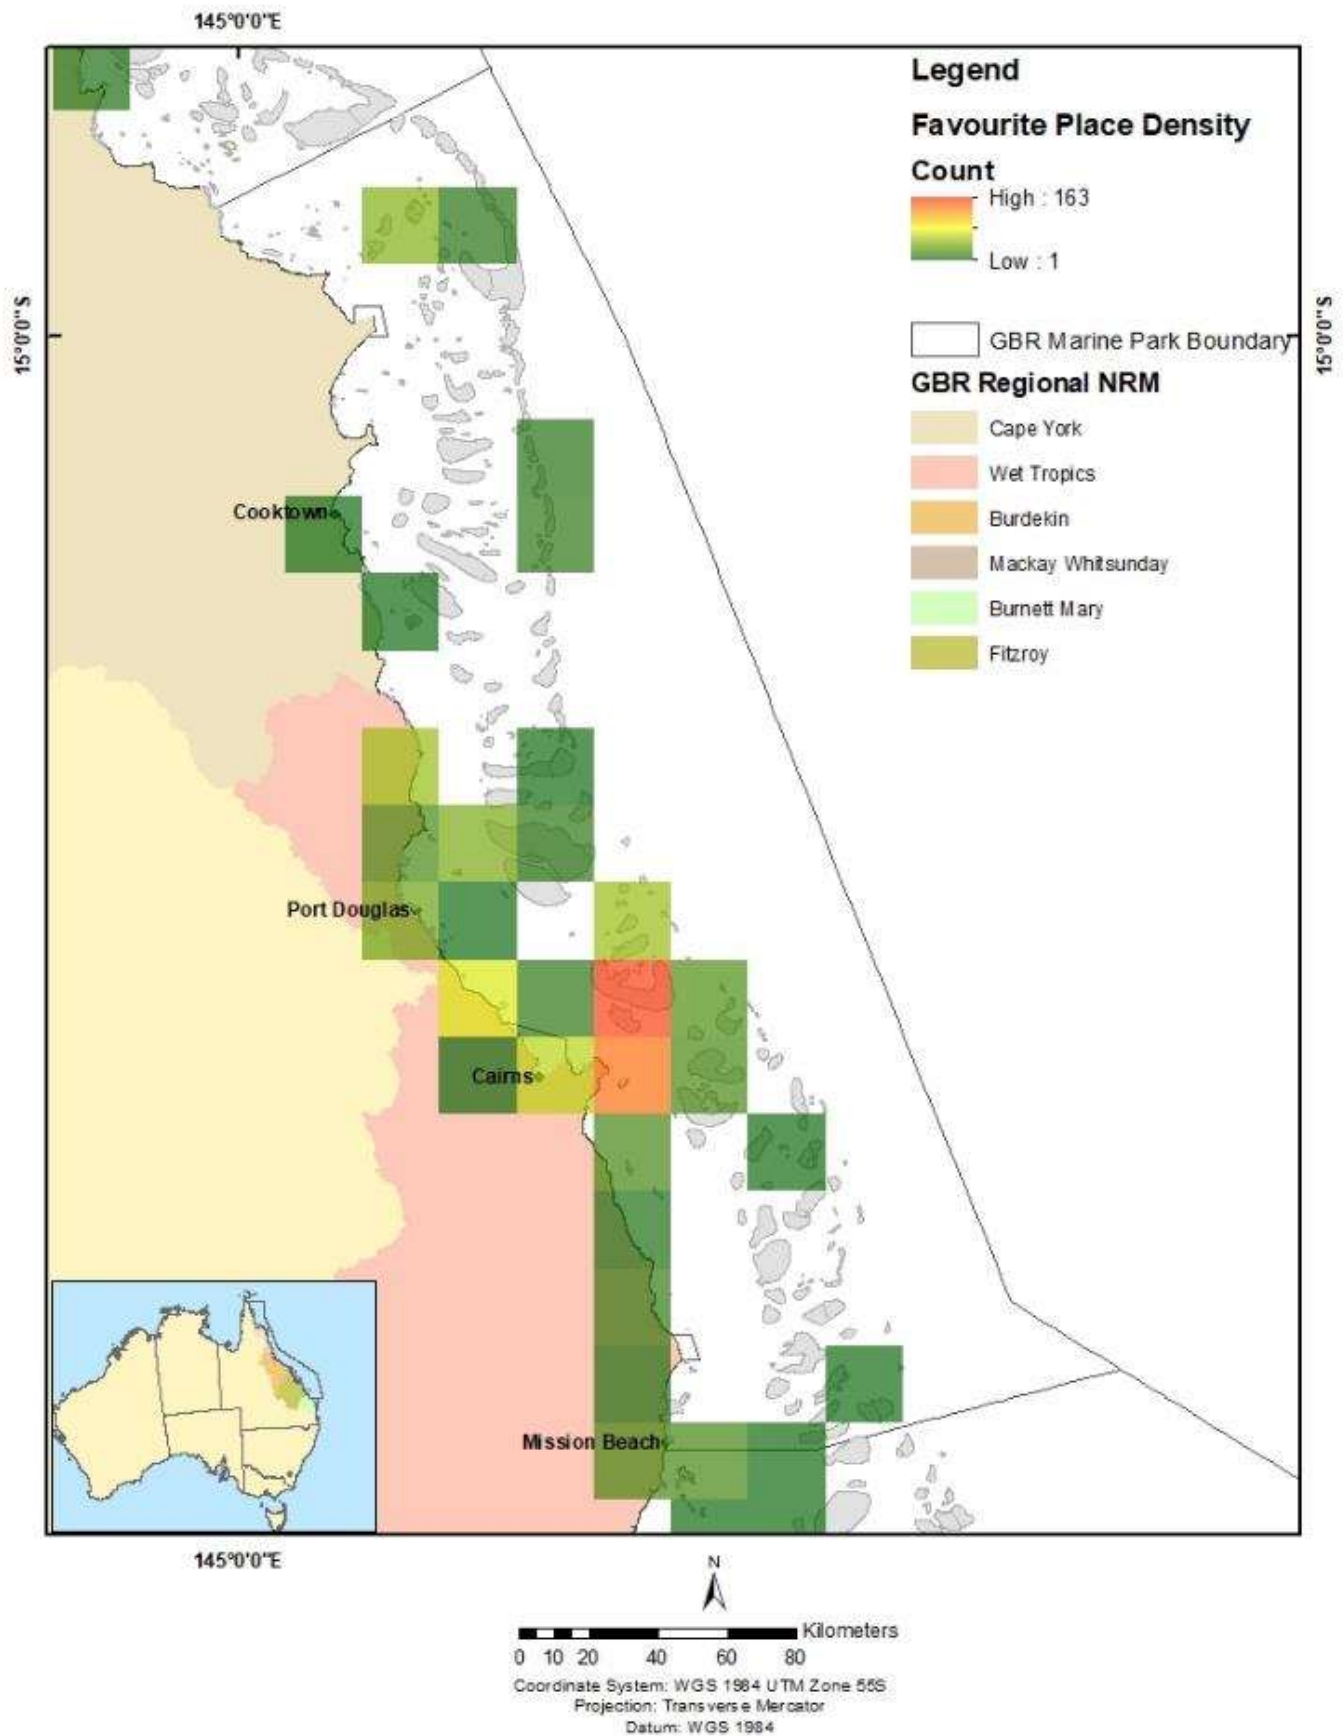 145°0'0"E
Legend
Favourite Place Density
Count
High : 163
Low : 1
15°0'0"S
15°0'0"S
GBR Marine Park Boundary
GBR Regional NRM
Cape York
Wet Tropics
Burdekin
Mackay Whitsunday
Burnett Mary
Fitzroy
Cooktown
Port Douglas
Cairns
Mission Beach
145°0'0"E
N
Kilometers
0 10 20 40 60 80
Coordinate System: WGS 1984 UTM Zone 55S
Projection: Transverse Mercator
Datum: WGS 1984